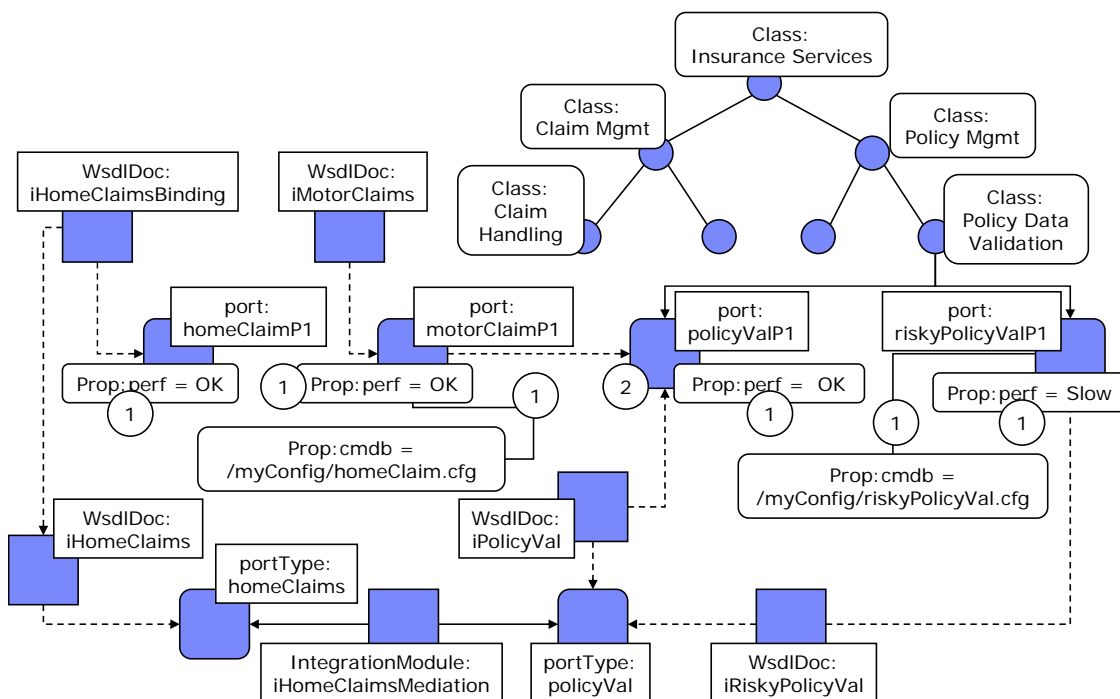 Class:
Insurance Services
Class:
Claim Mgmt
Class:
Policy Mgmt
WsdlDoc:
iHomeClaimsBinding
WsdlDoc:
iMotorClaims
Class:
Claim
Handling
Class:
Policy Data
Validation
port:
homeClaimP1
port:
motorClaimP1
port:
policyValP1
port:
riskyPolicyValP1
Prop:perf = OK
1
1
Prop:perf = OK
1
2
Prop:perf = OK
1
1
Prop:perf = Slow
1
Prop:cmdb =
/myConfig/homeClaim.cfg
Prop:cmdb =
/myConfig/riskyPolicyVal.cfg
WsdlDoc:
iHomeClaims
WsdlDoc:
iPolicyVal
portType:
homeClaims
IntegrationModule:
iHomeClaimsMediation
portType:
policyVal
WsdlDoc:
iRiskyPolicyVal